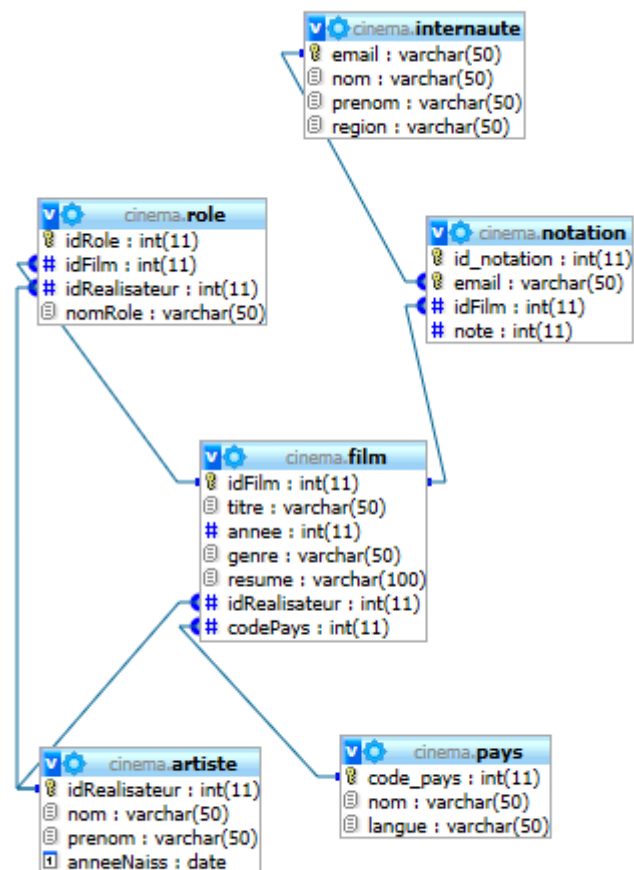 cinema.internaute
email : varchar(50)
nom : varchar(50)
prenom : varchar(50)
region : varchar(50)
cinema.role
idRole : int(11)
# idFilm : int(11)
# idRealisateur : int(11)
nomRole : varchar(50)
cinema.notation
id_notation : int(11)
email : varchar(50)
# idFilm : int(11)
# note : int(11)
cinema.film
idFilm : int(11)
titre : varchar(50)
# annee : int(11)
genre : varchar(50)
resume : varchar(100)
# idRealisateur : int(11)
# codePays : int(11)
cinema.artiste
idRealisateur : int(11)
nom : varchar(50)
prenom : varchar(50)
anneeNaiss : date
cinema.pays
code_pays : int(11)
nom : varchar(50)
langue : varchar(50)